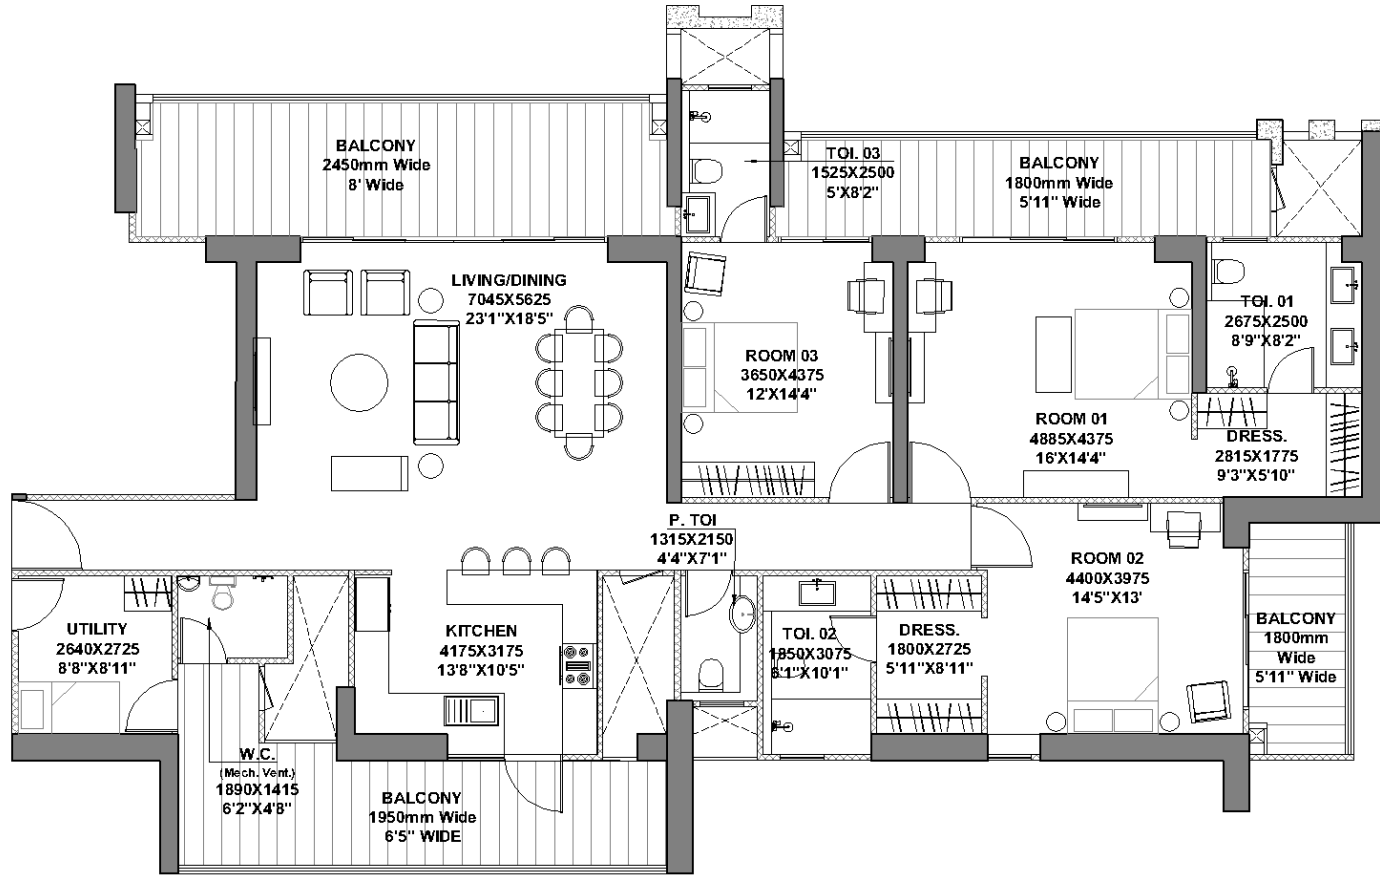 BALCONY
2450mm Wide
8' Wide
TOI. 03
1525X2500
5'X8'2"
BALCONY
1800mm Wide
5'11" Wide
LIVING/DINING
7045X5625
23'1"X18'5"
TOI. 01
2675X2500
8'9"X8'2"
ROOM 03
3650X4375
12'X14'4"
ROOM 01
4885X4375
16'X14'4"
DRESS.
2815X1775
9'3"X5'10"
P. TOI
1315X2150
4'4"X7'1"
ROOM 02
4400X3975
14'5"X13'
UTILITY
2640X2725
8'8"X8'11"
KITCHEN
4175X3175
13'8"X10'5"
TOI. 02
1850X3075
6'1"X10'1"
DRESS.
1800X2725
5'11"X8'11"
BALCONY
1800mm
Wide
5'11" Wide
W.C.
(Mech. Vent.)
1890X1415
6'2"X4'8"
BALCONY
1950mm Wide
6'5" WIDE